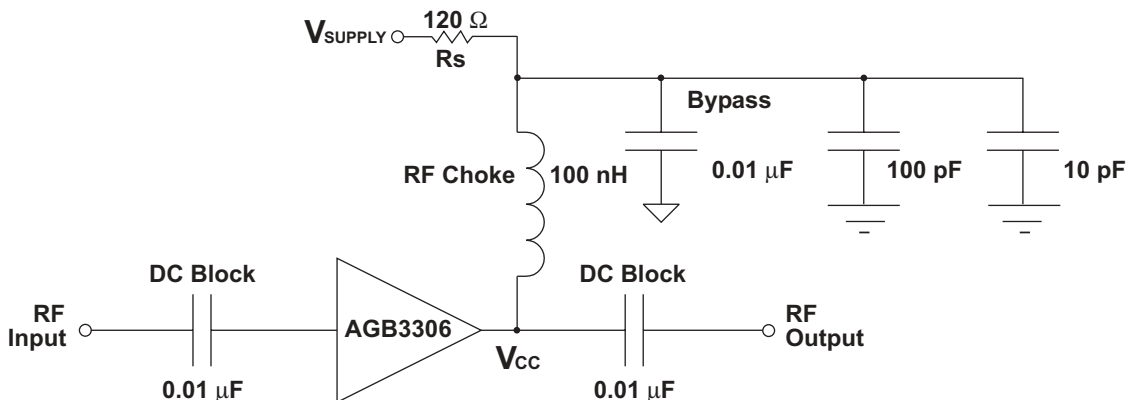 120 Ω
VSUPPLY
Rs
Bypass
RF Choke
100 nH
0.01 μF
100 pF
10 pF
DC Block
DC Block
RF
Input
AGB3306
RF
Output
VCC
0.01 μF
0.01 μF